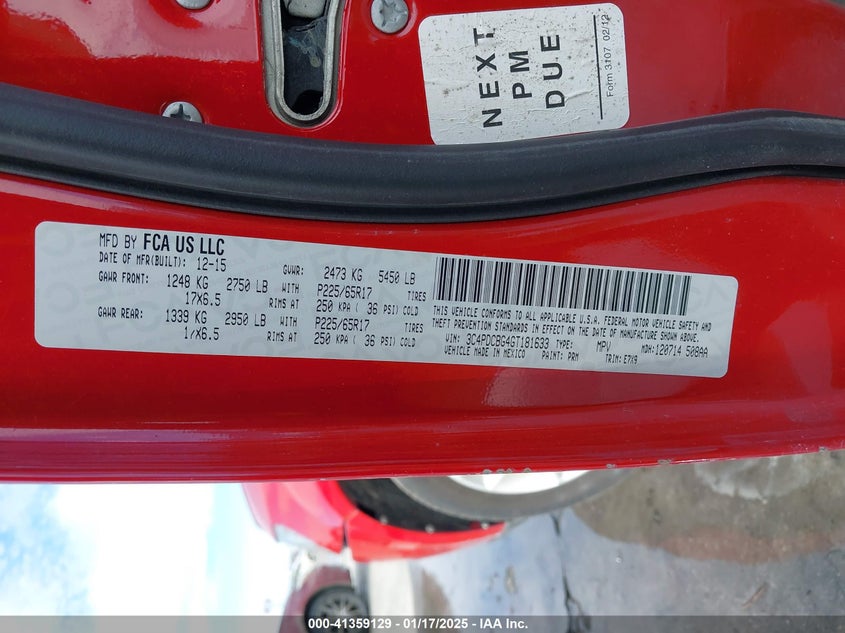 NEXT
PM
DUE
Form 3107 02/12
MFD BY FCA US LLC
DATE OF MFR(BUILT): 12-15 GVWR: 2473 KG 5450 LB
GAWR FRONT: 1248 KG 2750 LB WITH P225/65R17 TIRES
17X6.5 RIMS AT 250 KPA ( 36 PSI) COLD
GAWR REAR: 1339 KG 2950 LB WITH P225/65R17 TIRES
17X6.5 RIMS AT 250 KPA ( 36 PSI) COLD
THIS VEHICLE CONFORMS TO ALL APPLICABLE U.S.A. FEDERAL MOTOR VEHICLE SAFETY AND
THEFT PREVENTION STANDARDS IN EFFECT ON THE DATE OF MANUFACTURE SHOWN ABOVE.
VIN: 3C4PDCBG4GT181633 TYPE: MPV MDH: 120714 508AA
VEHICLE MADE IN MEXICO PAINT: PRM TRIM: E7X9
000-41359129 - 01/17/2025 - IAA Inc.